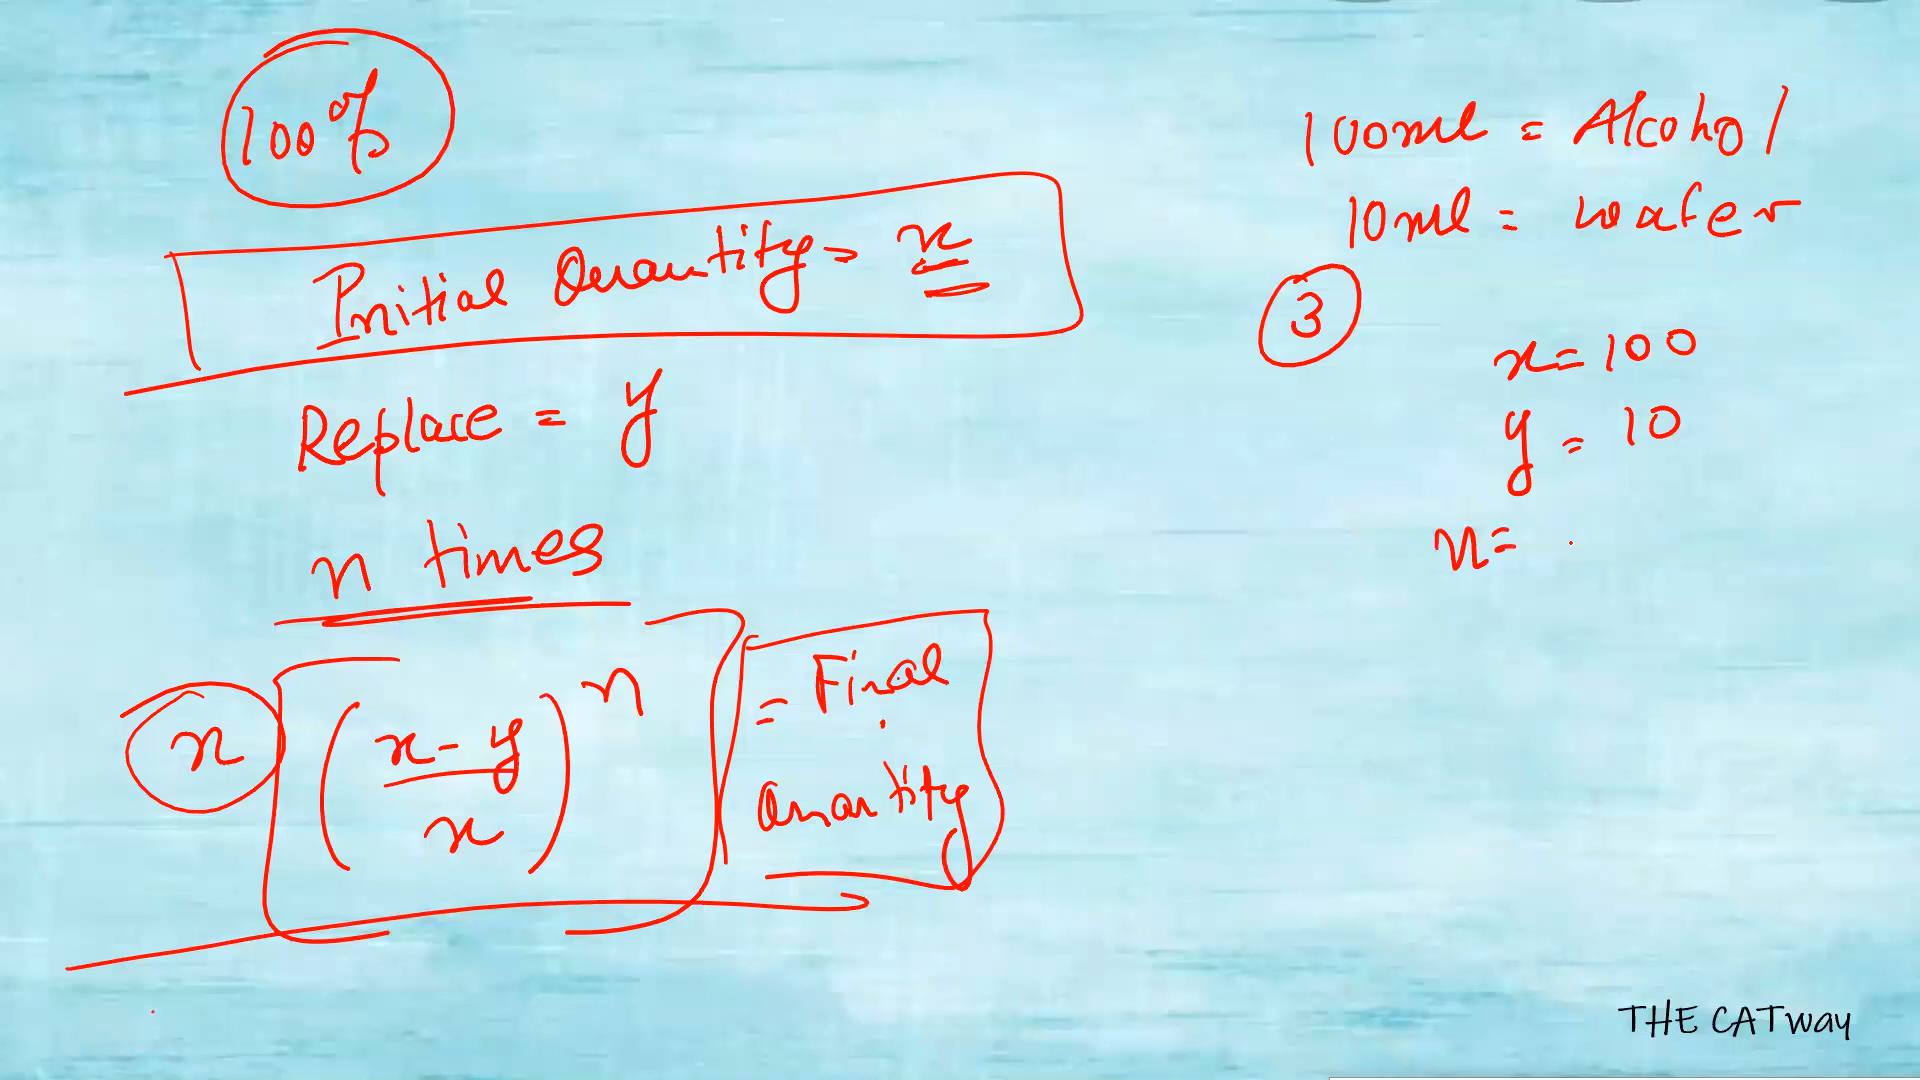 100%
Initial Quantity = x
Replace = y
n times
x (x-y/x)^n = Final Quantity
100ml = Alcohol
10ml = water
3
x=100
y = 10
n=
THE CATway